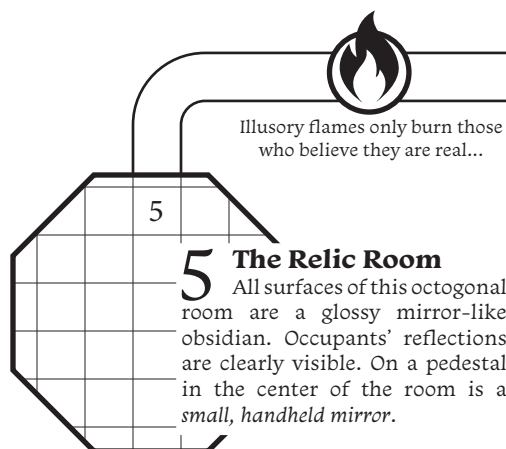 Illusory flames only burn those
who believe they are real...
5
5 The Relic Room
All surfaces of this octogonal
room are a glossy mirror-like
obsidian. Occupants' reflections
are clearly visible. On a pedestal
in the center of the room is a
small, handheld mirror.